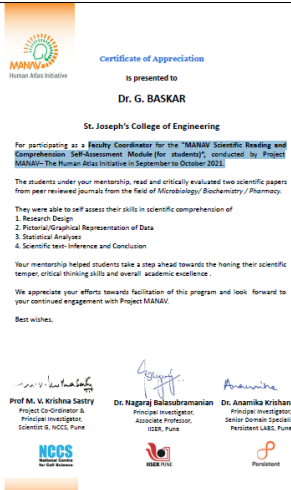 MANAV
Human Atlas Initiative
Certificate of Appreciation
Is presented to
Dr. G. BASKAR
St. Joseph's College of Engineering
For participating as a Faculty Coordinator for the "MANAV Scientific Reading and
Comprehension Self-Assessment Module (for students)", conducted by Project
MANAV– The Human Atlas Initiative in September to October 2021.
The students under your mentorship, read and critically evaluated two scientific papers
from peer reviewed journals from the field of Microbiology/ Biochemistry / Pharmacy.
They were able to self assess their skills in scientific comprehension of
1. Research Design
2. Pictorial/Graphical Representation of Data
3. Statistical Analyses
4. Scientific text- Inference and Conclusion
Your mentorship helped students take a step ahead towards the honing their scientific
temper, critical thinking skills and overall academic excellence .
We appreciate your efforts towards facilitation of this program and look forward to
your continued engagement with Project MANAV.
Best wishes,
Prof M. V. Krishna Sastry
Project Co-Ordinator &
Principal Investigator,
Scientist G, NCCS, Pune
Dr. Nagaraj Balasubramanian
Principal Investigator,
Associate Professor,
IISER, Pune
Dr. Anamika Krishan
Principal Investigator,
Senior Domain Speciali
Persistent LABS, Pune
NCCS
National Centre
for Cell Science
IISER PUNE
Persistent